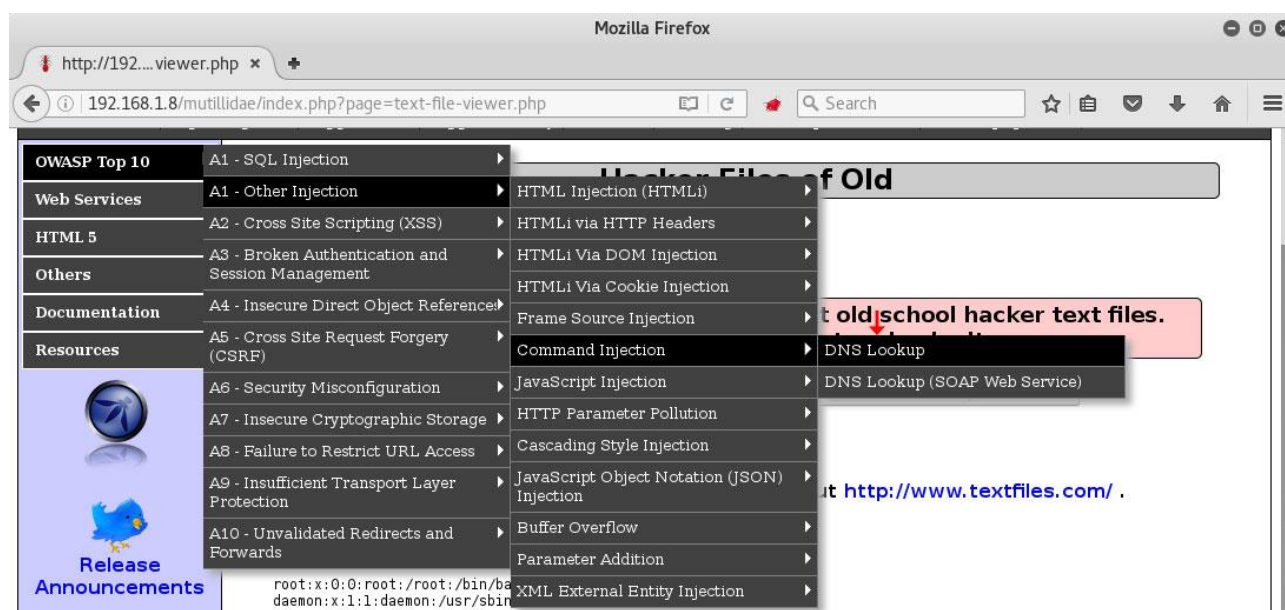 Mozilla Firefox
http://192....viewer.php
192.168.1.8/mutillidae/index.php?page=text-file-viewer.php
Search
OWASP Top 10
Web Services
HTML 5
Others
Documentation
Resources
Release
Announcements
A1 - SQL Injection
A1 - Other Injection
A2 - Cross Site Scripting (XSS)
A3 - Broken Authentication and
Session Management
A4 - Insecure Direct Object References
A5 - Cross Site Request Forgery
(CSRF)
A6 - Security Misconfiguration
A7 - Insecure Cryptographic Storage
A8 - Failure to Restrict URL Access
A9 - Insufficient Transport Layer
Protection
A10 - Unvalidated Redirects and
Forwards
HTML Injection (HTMLi)
HTMLi via HTTP Headers
HTMLi Via DOM Injection
HTMLi Via Cookie Injection
Frame Source Injection
Command Injection
JavaScript Injection
HTTP Parameter Pollution
Cascading Style Injection
JavaScript Object Notation (JSON)
Injection
Buffer Overflow
Parameter Addition
XML External Entity Injection
DNS Lookup
DNS Lookup (SOAP Web Service)
Hacker Files of Old
old school hacker text files.
http://www.textfiles.com/ .
root:x:0:0:root:/root:/bin/ba
daemon:x:1:1:daemon:/usr/sbin